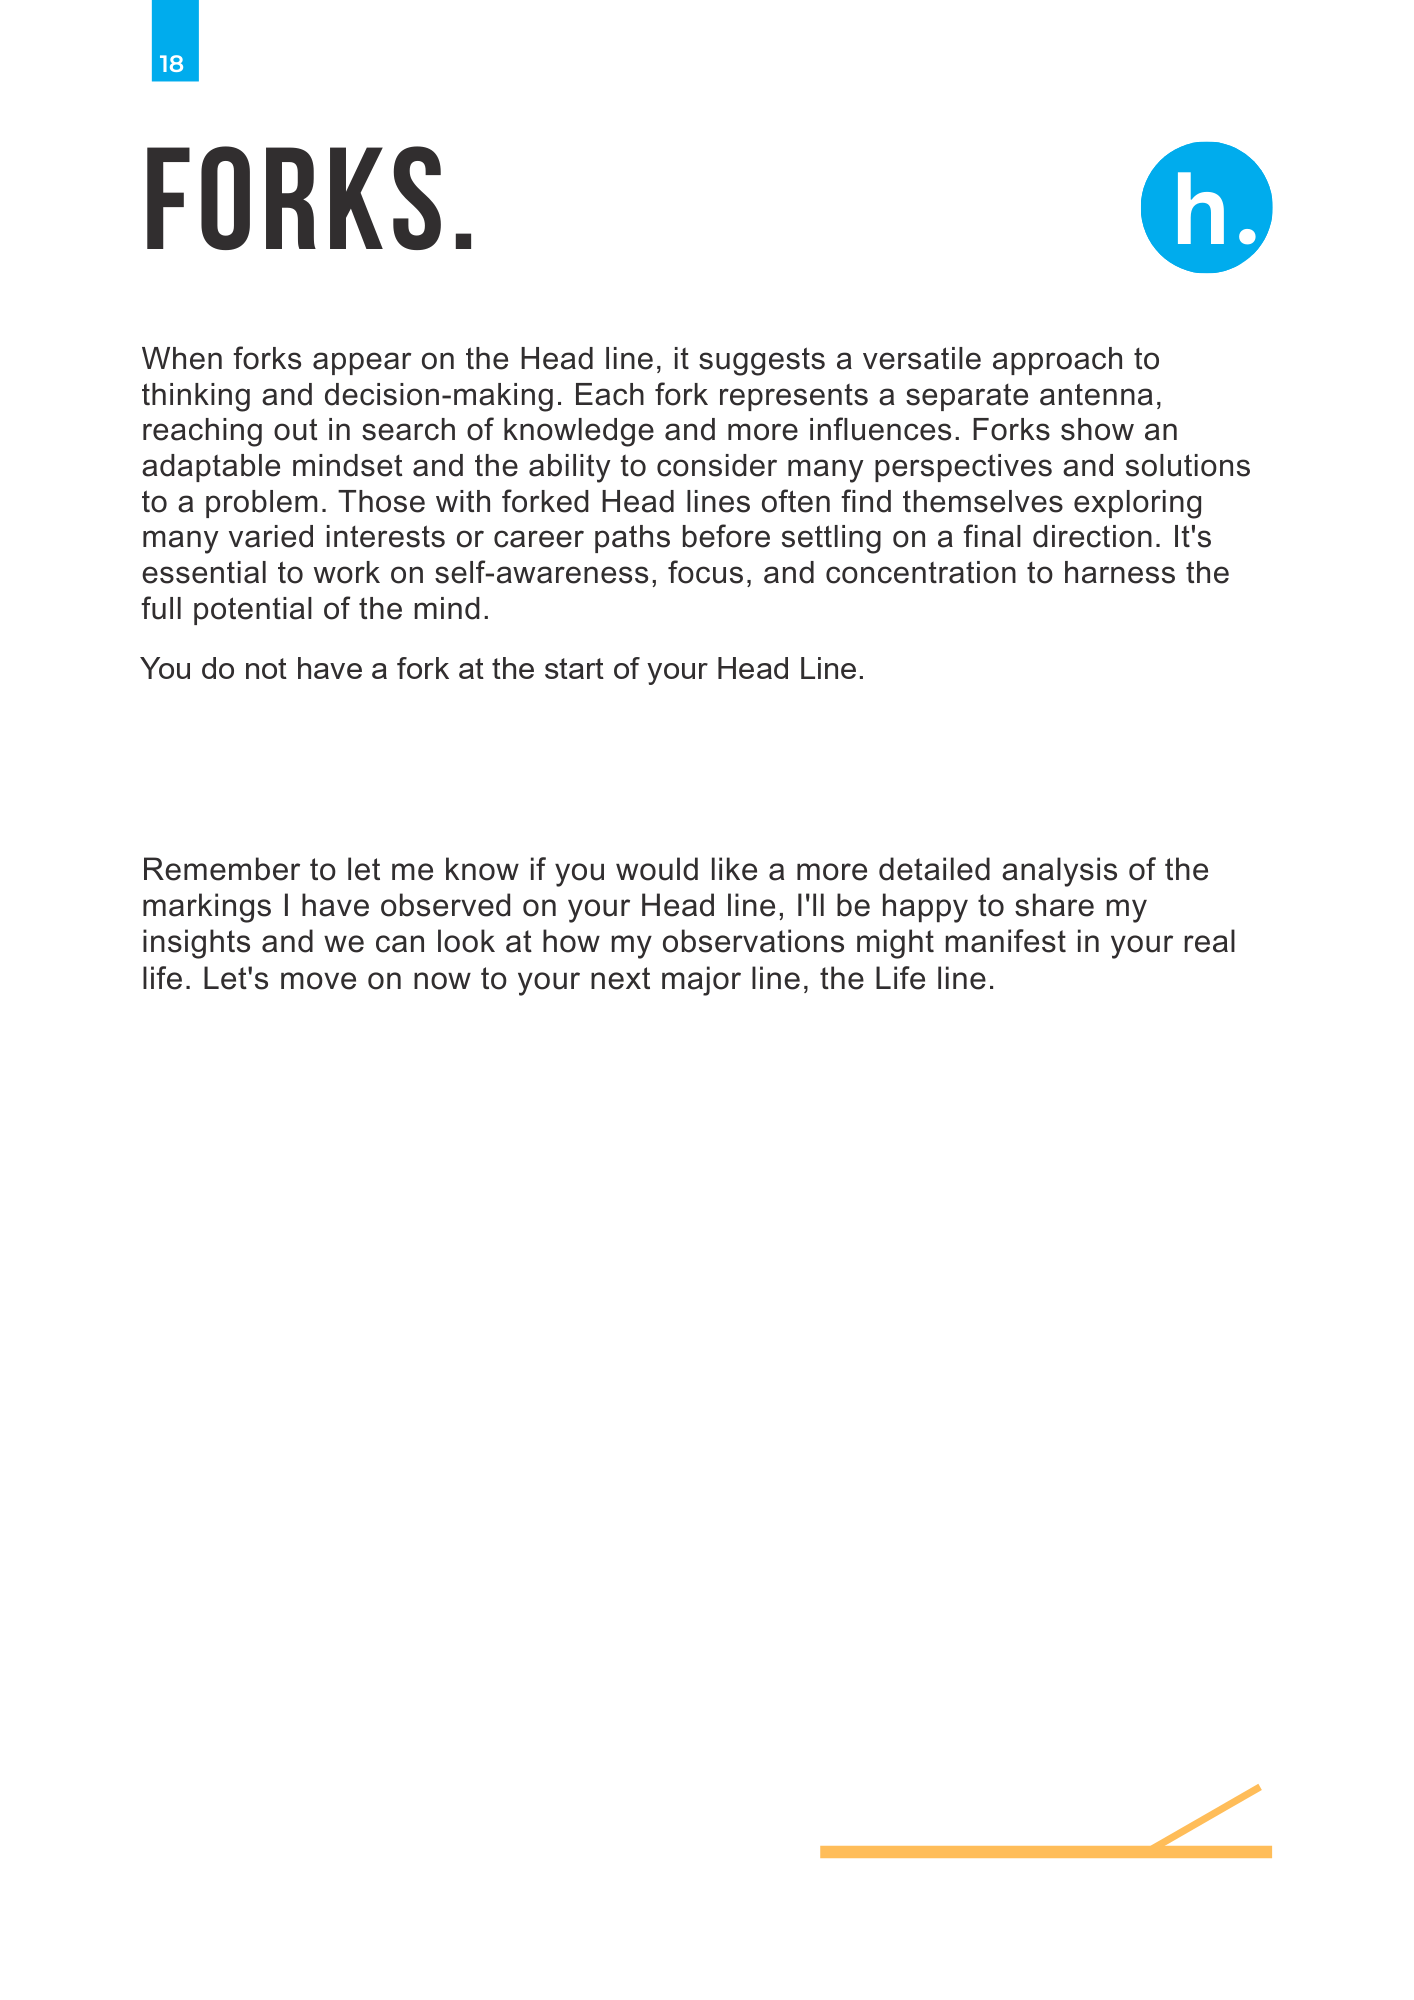 18
FORKS.
h.
When forks appear on the Head line, it suggests a versatile approach to
thinking and decision-making. Each fork represents a separate antenna,
reaching out in search of knowledge and more influences. Forks show an
adaptable mindset and the ability to consider many perspectives and solutions
to a problem. Those with forked Head lines often find themselves exploring
many varied interests or career paths before settling on a final direction. It's
essential to work on self-awareness, focus, and concentration to harness the
full potential of the mind.
You do not have a fork at the start of your Head Line.
Remember to let me know if you would like a more detailed analysis of the
markings I have observed on your Head line, I'll be happy to share my
insights and we can look at how my observations might manifest in your real
life. Let's move on now to your next major line, the Life line.